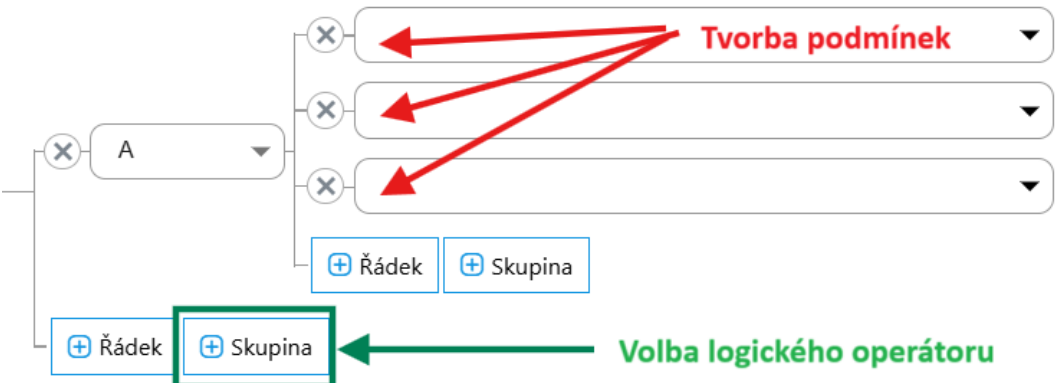 Tvorba podmínek
A
Řádek
Skupina
Řádek
Skupina
Volba logického operátoru